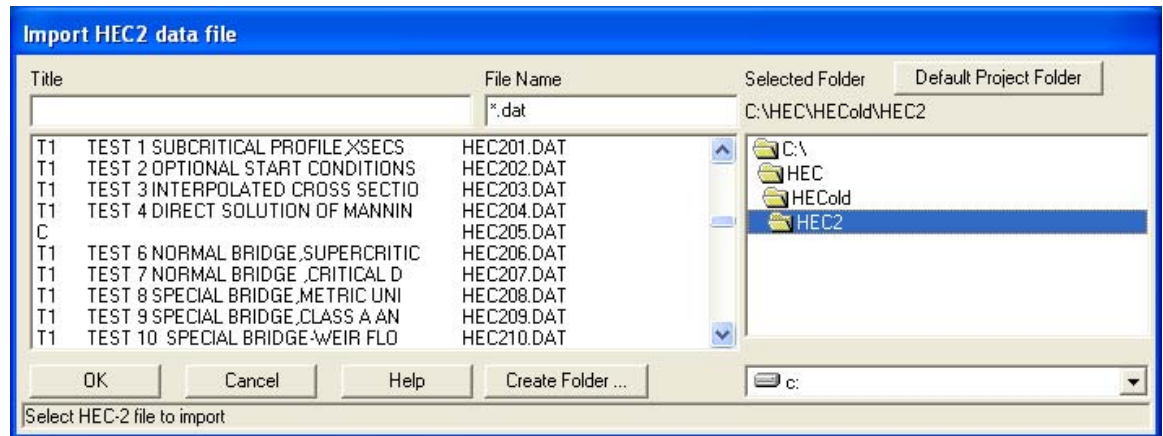 Import HEC2 data file
Title File Name Selected Folder Default Project Folder
*.dat C:\HEC\HECold\HEC2
T1 TEST 1 SUBCRITICAL PROFILE,XSECS HEC201.DAT
T1 TEST 2 OPTIONAL START CONDITIONS HEC202.DAT
T1 TEST 3 INTERPOLATED CROSS SECTIO HEC203.DAT
T1 TEST 4 DIRECT SOLUTION OF MANNIN HEC204.DAT
C HEC205.DAT
T1 TEST 6 NORMAL BRIDGE,SUPERCRITIC HEC206.DAT
T1 TEST 7 NORMAL BRIDGE ,CRITICAL D HEC207.DAT
T1 TEST 8 SPECIAL BRIDGE,METRIC UNI HEC208.DAT
T1 TEST 9 SPECIAL BRIDGE,CLASS A AN HEC209.DAT
T1 TEST 10 SPECIAL BRIDGE-WEIR FLO HEC210.DAT
C:\
HEC
HECold
HEC2
OK Cancel Help Create Folder ... c:
Select HEC-2 file to import